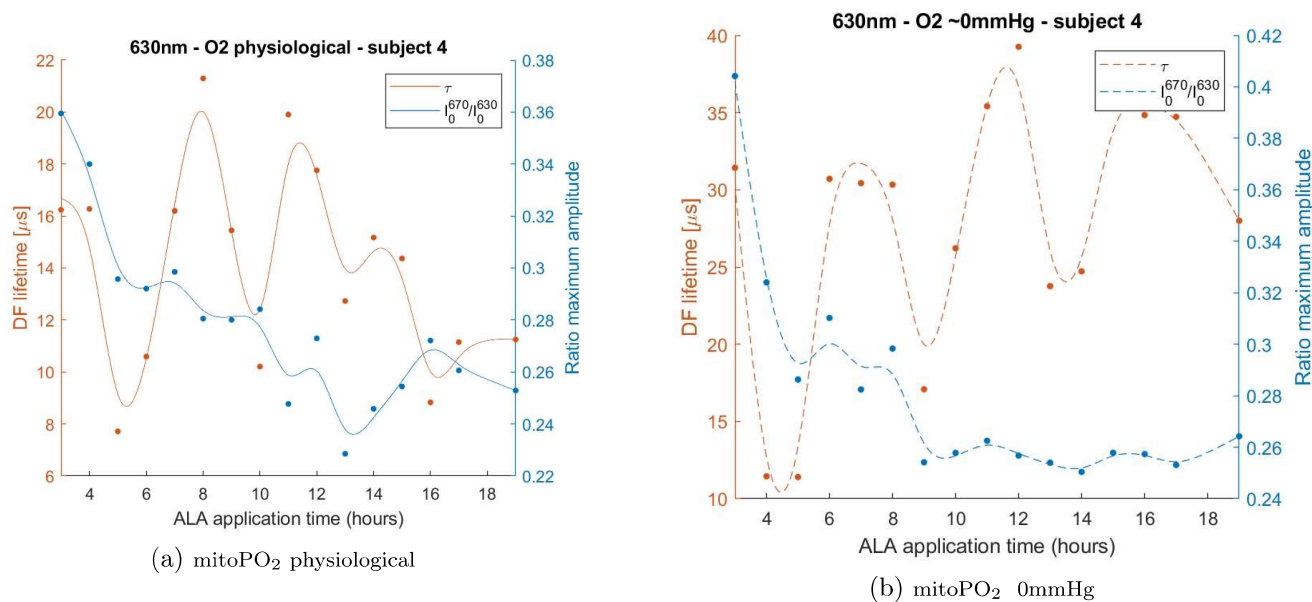 630nm - O2 physiological - subject 4
22
20
18
16
14
12
10
8
6
DF lifetime [μs]
τ
I₀⁶⁷⁰/I₀⁶³⁰
0.38
0.36
0.34
0.32
0.3
0.28
0.26
0.24
0.22
Ratio maximum amplitude
4 6 8 10 12 14 16 18
ALA application time (hours)
(a) mitoPO₂ physiological
630nm - O2 ~0mmHg - subject 4
40
35
30
25
20
15
10
DF lifetime [μs]
τ
I₀⁶⁷⁰/I₀⁶³⁰
0.42
0.4
0.38
0.36
0.34
0.32
0.3
0.28
0.26
0.24
Ratio maximum amplitude
4 6 8 10 12 14 16 18
ALA application time (hours)
(b) mitoPO₂ 0mmHg